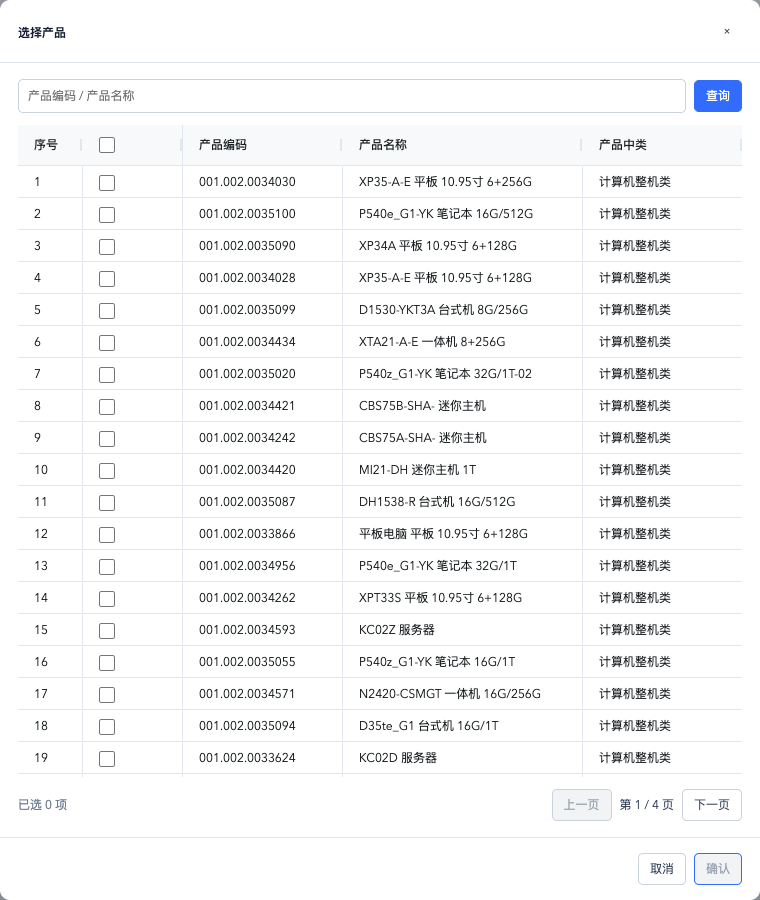 选择产品 ×
产品编码 / 产品名称 查询
序号 产品编码 产品名称 产品中类
1 001.002.0034030 XP35-A-E 平板 10.95寸 6+256G 计算机整机类
2 001.002.0035100 P540e_G1-YK 笔记本 16G/512G 计算机整机类
3 001.002.0035090 XP34A 平板 10.95寸 6+128G 计算机整机类
4 001.002.0034028 XP35-A-E 平板 10.95寸 6+128G 计算机整机类
5 001.002.0035099 D1530-YKT3A 台式机 8G/256G 计算机整机类
6 001.002.0034434 XTA21-A-E 一体机 8+256G 计算机整机类
7 001.002.0035020 P540z_G1-YK 笔记本 32G/1T-02 计算机整机类
8 001.002.0034421 CBS75B-SHA- 迷你主机 计算机整机类
9 001.002.0034242 CBS75A-SHA- 迷你主机 计算机整机类
10 001.002.0034420 MI21-DH 迷你主机 1T 计算机整机类
11 001.002.0035087 DH1538-R 台式机 16G/512G 计算机整机类
12 001.002.0033866 平板电脑 平板 10.95寸 6+128G 计算机整机类
13 001.002.0034956 P540e_G1-YK 笔记本 32G/1T 计算机整机类
14 001.002.0034262 XPT33S 平板 10.95寸 6+128G 计算机整机类
15 001.002.0034593 KC02Z 服务器 计算机整机类
16 001.002.0035055 P540z_G1-YK 笔记本 16G/1T 计算机整机类
17 001.002.0034571 N2420-CSMGT 一体机 16G/256G 计算机整机类
18 001.002.0035094 D35te_G1 台式机 16G/1T 计算机整机类
19 001.002.0033624 KC02D 服务器 计算机整机类
已选 0 项 上一页 第 1 / 4 页 下一页
取消 确认